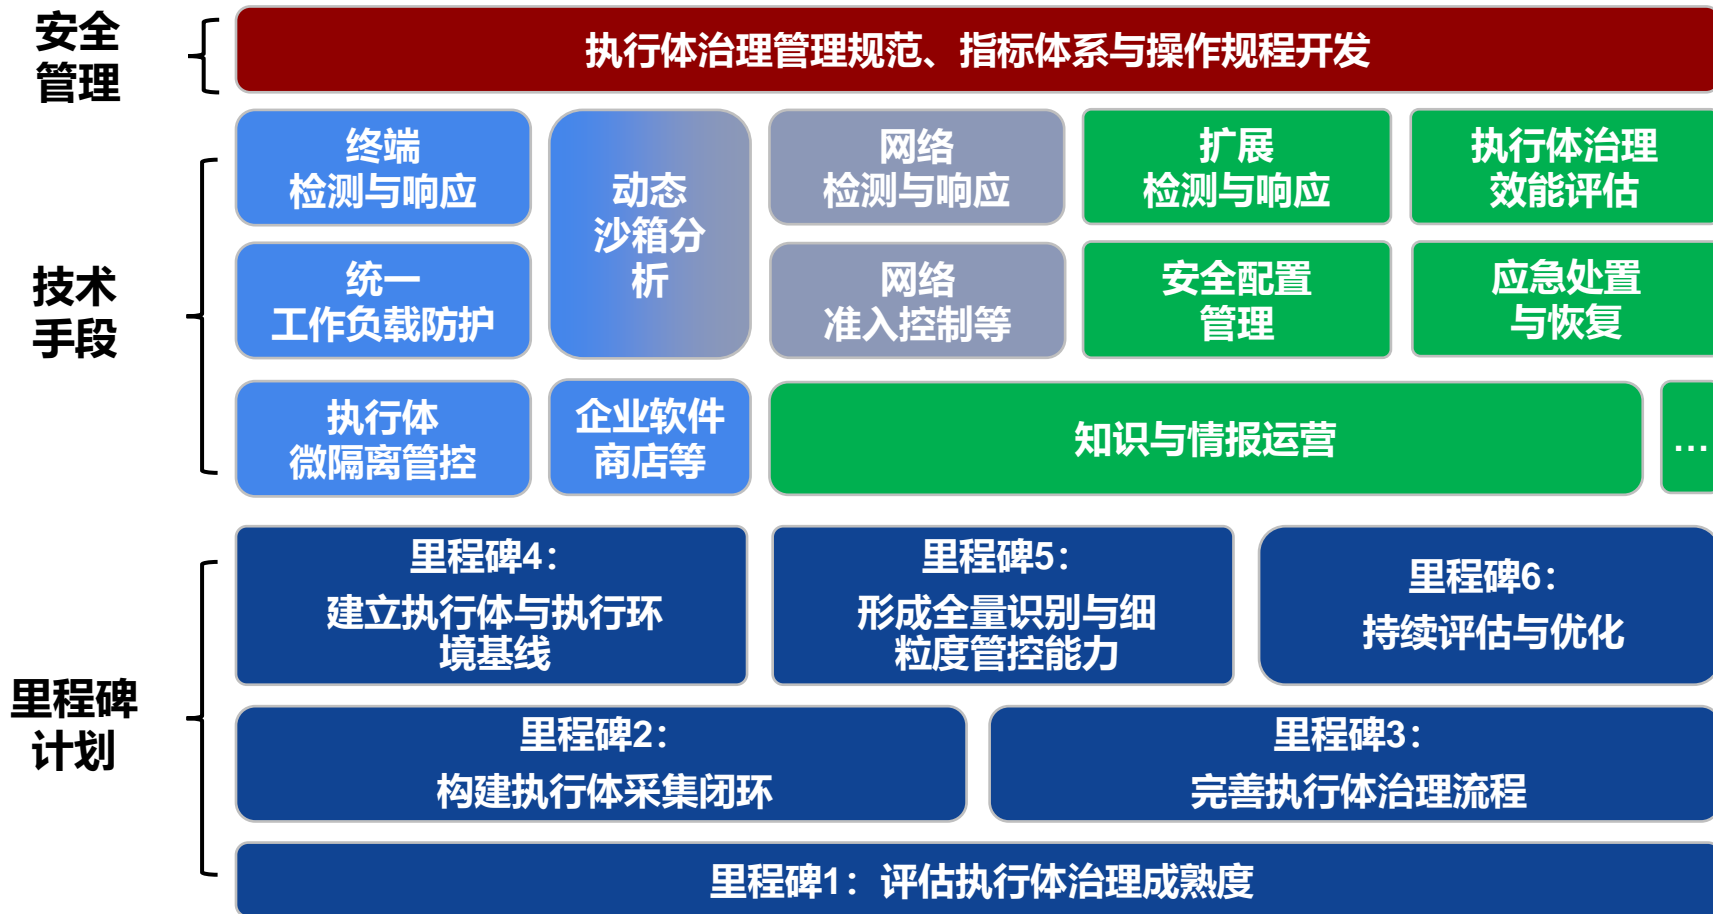 安全
管理
执行体治理管理规范、指标体系与操作规程开发
技术
手段
终端
检测与响应
动态
沙箱分
析
网络
检测与响应
扩展
检测与响应
执行体治理
效能评估
统一
工作负载防护
网络
准入控制等
安全配置
管理
应急处置
与恢复
执行体
微隔离管控
企业软件
商店等
知识与情报运营
...
里程碑
计划
里程碑4：
建立执行体与执行环
境基线
里程碑5：
形成全量识别与细
粒度管控能力
里程碑6：
持续评估与优化
里程碑2：
构建执行体采集闭环
里程碑3：
完善执行体治理流程
里程碑1：评估执行体治理成熟度